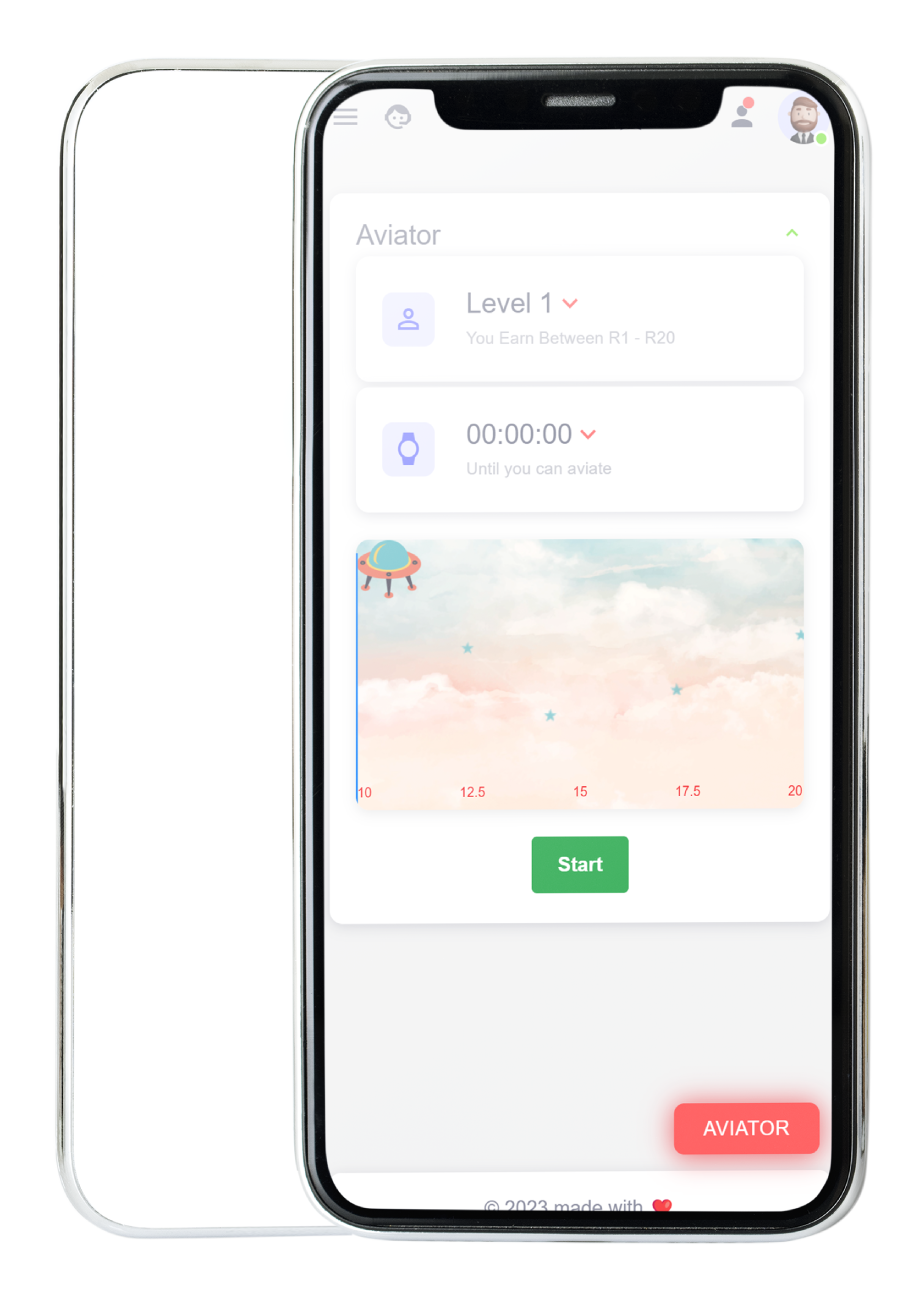 Aviator
Level 1
You Earn Between R1 - R20
00:00:00
Until you can aviate
10 12.5 15 17.5 20
Start
AVIATOR
© 2023 made with ❤️